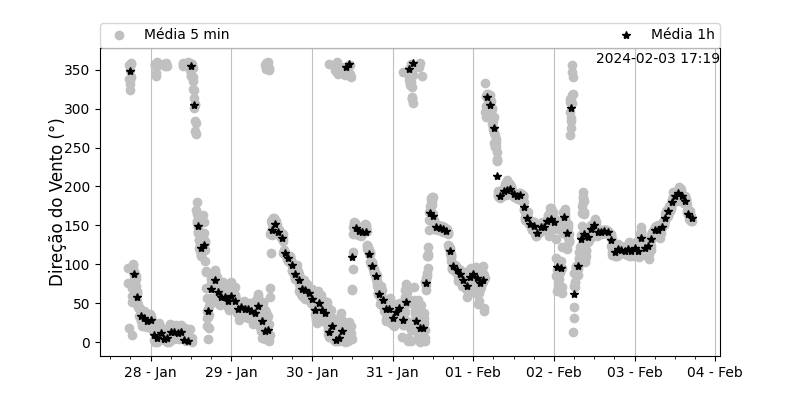 Média 5 min
Média 1h
2024-02-03 17:19
Direção do Vento (°)
350
300
250
200
150
100
50
0
28 - Jan
29 - Jan
30 - Jan
31 - Jan
01 - Feb
02 - Feb
03 - Feb
04 - Feb